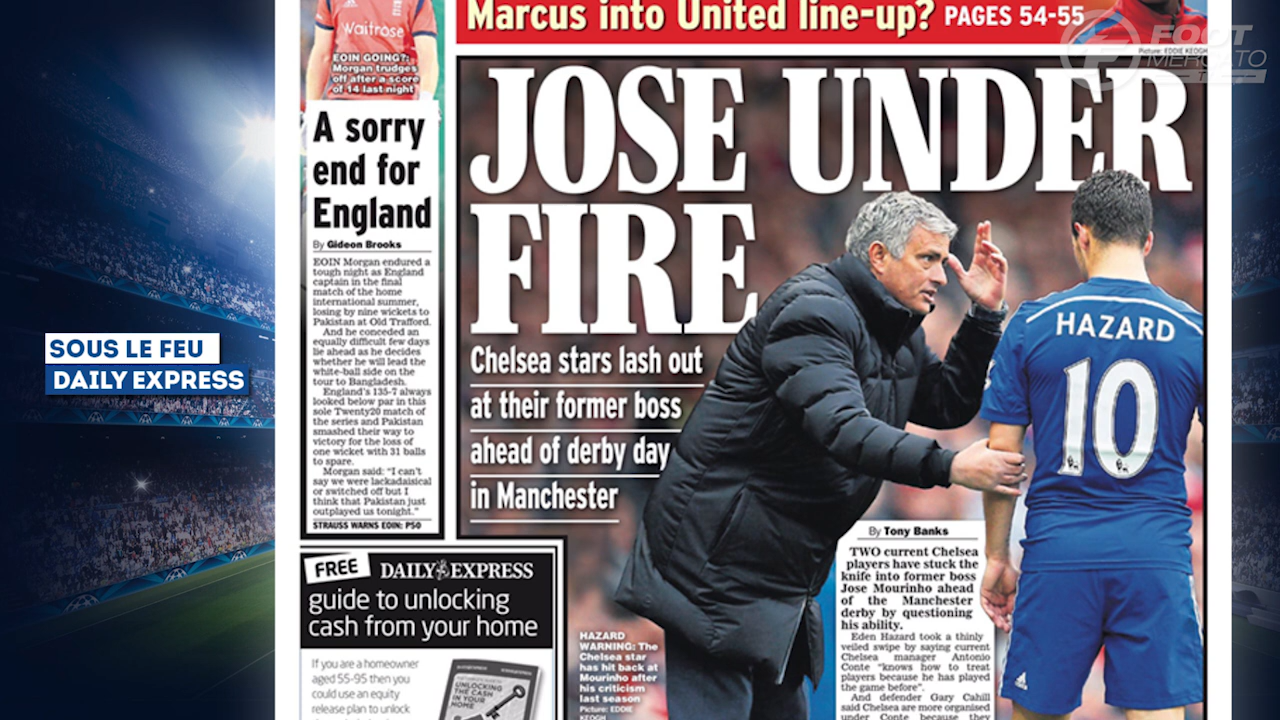 Marcus into United line-up? PAGES 54-55
Picture: EDDIE KEOGH
FOOT
MERCATO
Waitrose
EOIN GOING?:
Morgan trudges
off after a score
of 14 last night
A sorry
end for
England
By Gideon Brooks
EOIN Morgan endured a
tough night as England
captain in the final
match of the home
international summer,
losing by nine wickets to
Pakistan at Old Trafford.
And he conceded an
equally difficult few days
lie ahead as he decides
whether he will lead the
white-ball side on the
tour to Bangladesh.
England's 135-7 always
looked below par in this
sole Twenty20 match of
the series and Pakistan
smashed their way to
victory for the loss of
one wicket with 31 balls
to spare.
Morgan said: “I can't
say we were lackadaisical
or switched off but I
think that Pakistan just
outplayed us tonight.”
STRAUSS WARNS EOIN: P50
JOSE UNDER
FIRE
Chelsea stars lash out
at their former boss
ahead of derby day
in Manchester
HAZARD
10
SOUS LE FEU
DAILY EXPRESS
By Tony Banks
TWO current Chelsea
players have stuck the
knife into former boss
Jose Mourinho ahead
of the Manchester
derby by questioning
his ability.
Eden Hazard took a thinly
veiled swipe by saying current
Chelsea manager Antonio
Conte “knows how to treat
players because he has played
the game before”.
And defender Gary Cahill
said Chelsea are more organised
under Conte because they
HAZARD
WARNING: The
Chelsea star
has hit back at
Mourinho after
his criticism
last season
Picture: EDDIE
KEOGH
FREE DAILY EXPRESS
guide to unlocking
cash from your home
If you are a homeowner
aged 55-95 then you
could use an equity
release plan to unlock
UNLOCKING
THE CASH
IN YOUR
HOME
adidas